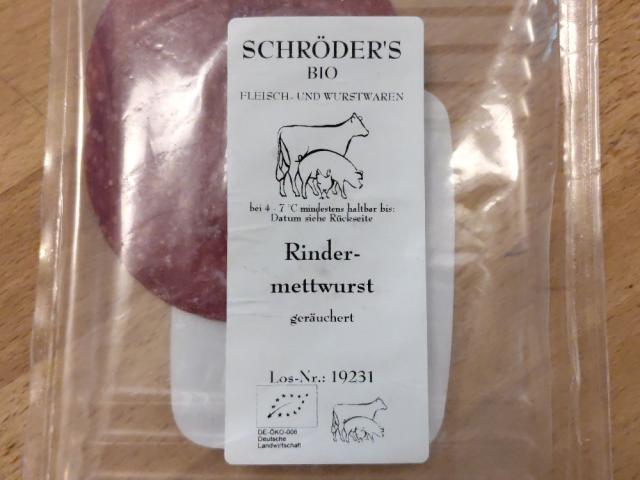 SCHRÖDER'S
BIO
FLEISCH- UND WURSTWAREN
bei 4 - 7 °C mindestens haltbar bis:
Datum siehe Rückseite
Rinder-
mettwurst
geräuchert
Los-Nr.: 19231
DE-ÖKO-006
Deutsche
Landwirtschaft